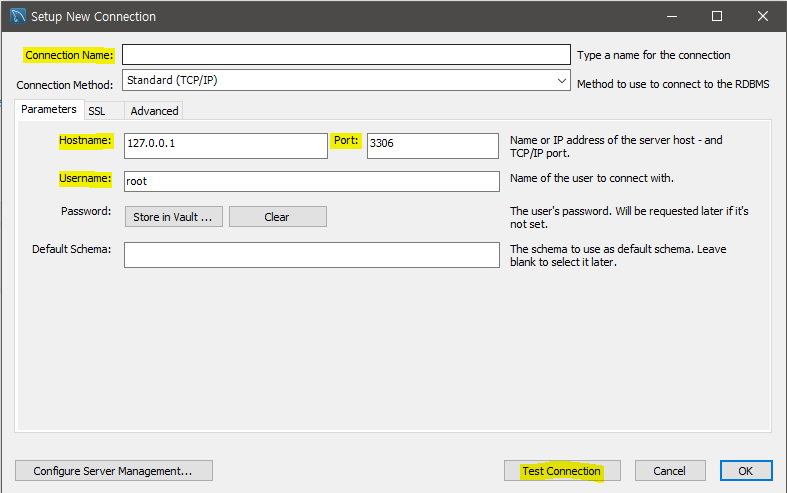 Setup New Connection
Connection Name:
Type a name for the connection
Connection Method:
Standard (TCP/IP)
Method to use to connect to the RDBMS
Parameters
SSL
Advanced
Hostname:
127.0.0.1
Port:
3306
Name or IP address of the server host - and
TCP/IP port.
Username:
root
Name of the user to connect with.
Password:
Store in Vault ...
Clear
The user's password. Will be requested later if it's
not set.
Default Schema:
The schema to use as default schema. Leave
blank to select it later.
Configure Server Management...
Test Connection
Cancel
OK